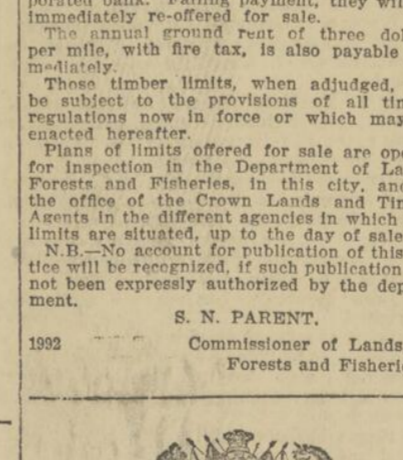 porated bank. Failing payment, they wil
immediately re-offered for sale.
The annual ground rent of three dol
per mile, with fire tax, is also payable
mediately.
Those timber limits, when adjudged,
be subject to the provisions of all tim
regulations now in force or which may
enacted hereafter.
Plans of limits offered for sale are ope
for inspection in the Department of La
Forests and Fisheries, in this city, and
the office of the Crown Lands and Tim
Agents in the different agencies in which
limits are situated, up to the day of sale
N.B.—No account for publication of this
tice will be recognized, if such publication
not been expressly authorized by the dep
ment.
S. N. PARENT,
1992 Commissioner of Lands
Forests and Fisherie